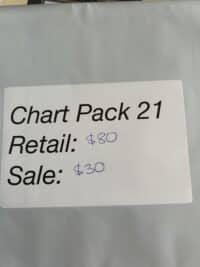 Chart Pack 21
Retail: $80
Sale: $30